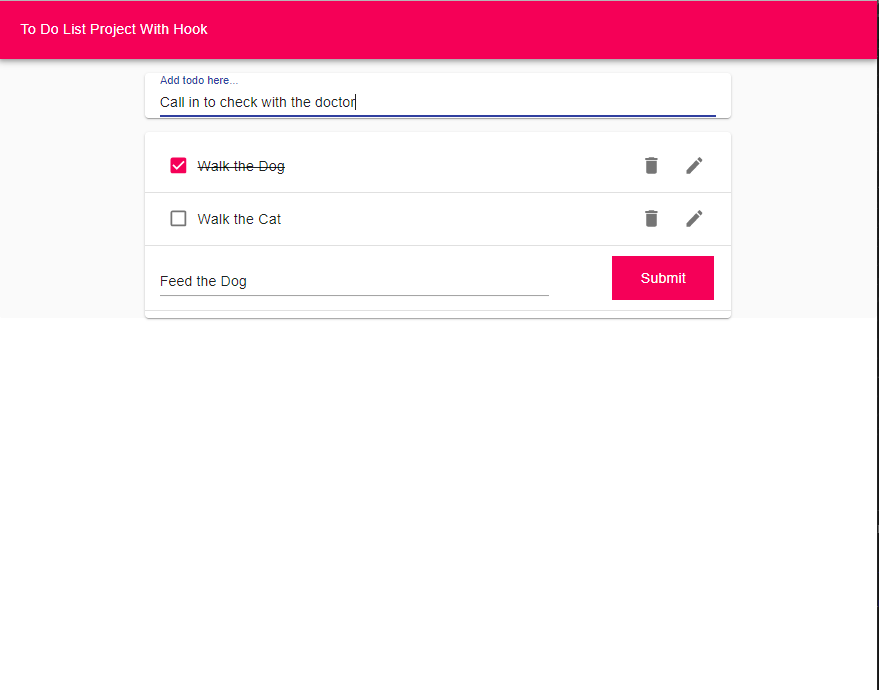 To Do List Project With Hook
Add todo here...
Call in to check with the doctor
Walk the Dog
Walk the Cat
Feed the Dog
Submit